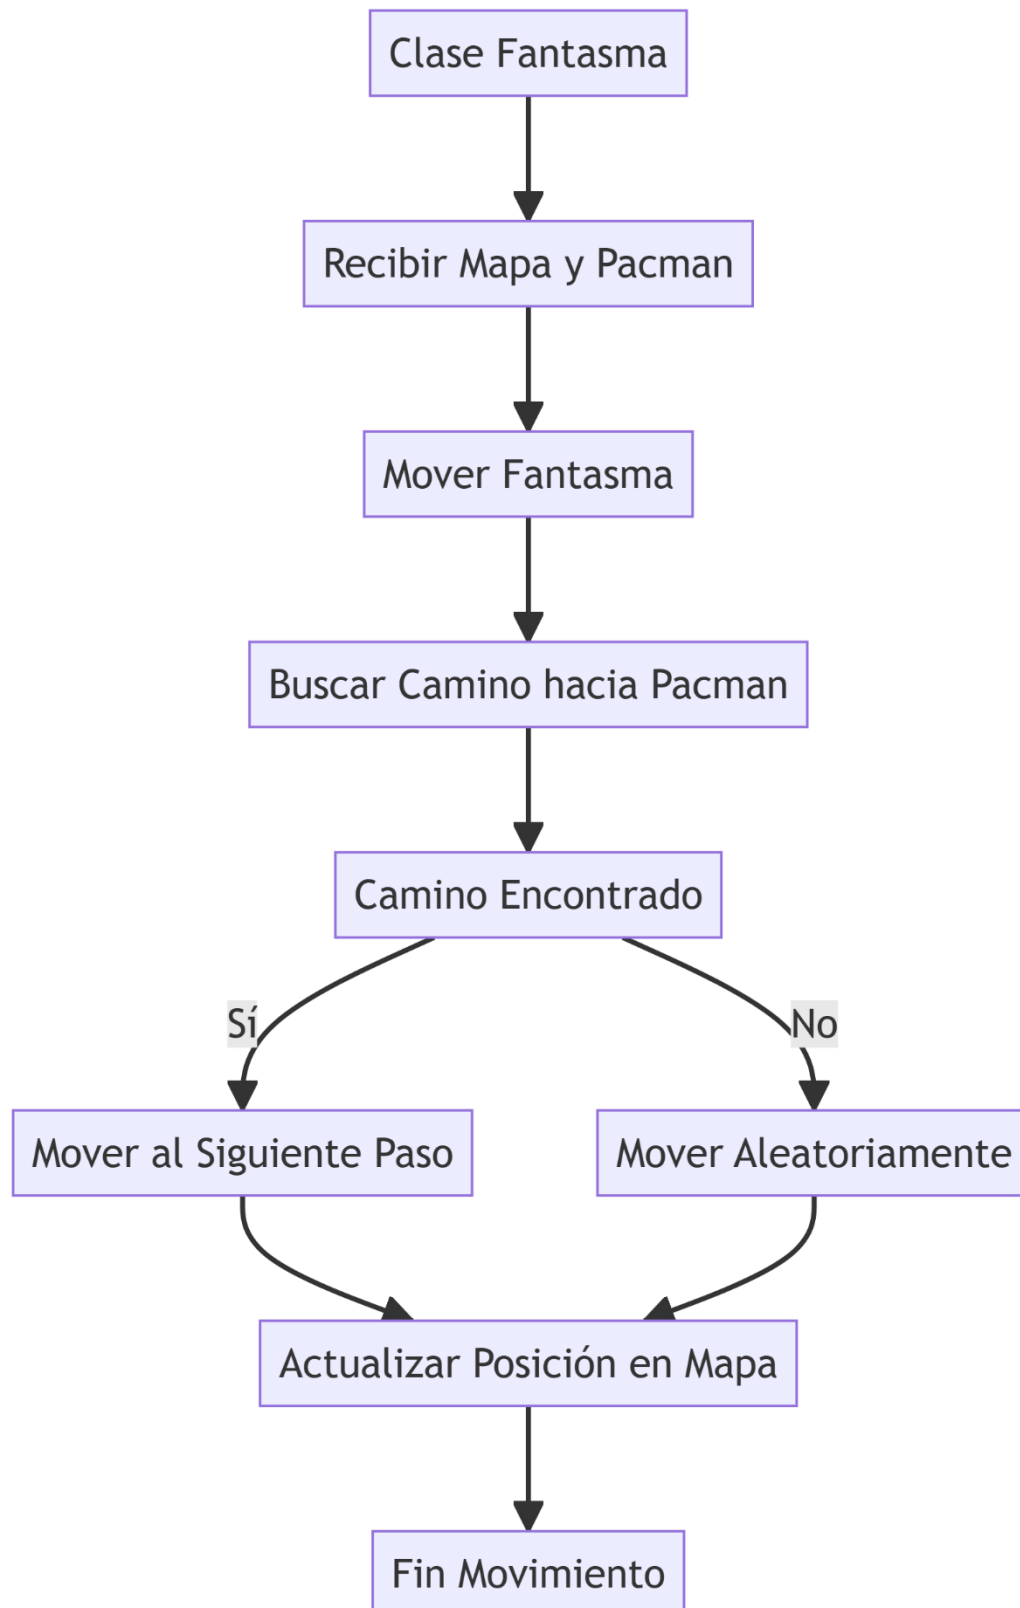 Clase Fantasma
Recibir Mapa y Pacman
Mover Fantasma
Buscar Camino hacia Pacman
Camino Encontrado
Sí
No
Mover al Siguiente Paso
Mover Aleatoriamente
Actualizar Posición en Mapa
Fin Movimiento